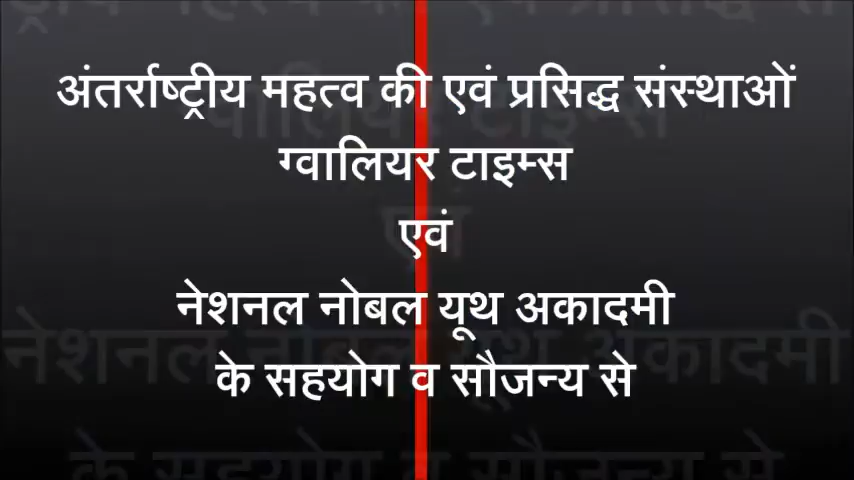 अंतर्राष्ट्रीय महत्व की एवं प्रसिद्ध संस्थाओं
ग्वालियर टाइम्स
एवं
नेशनल नोबल यूथ अकादमी
के सहयोग व सौजन्य से